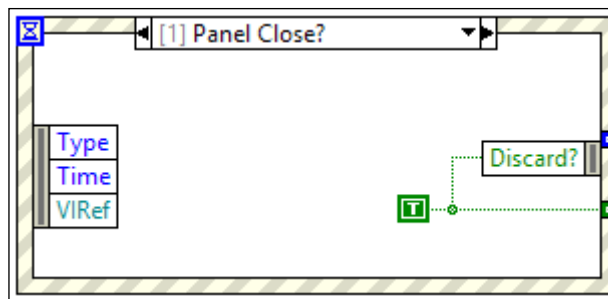 [1] Panel Close?
Type
Time
VIRef
Discard?
T